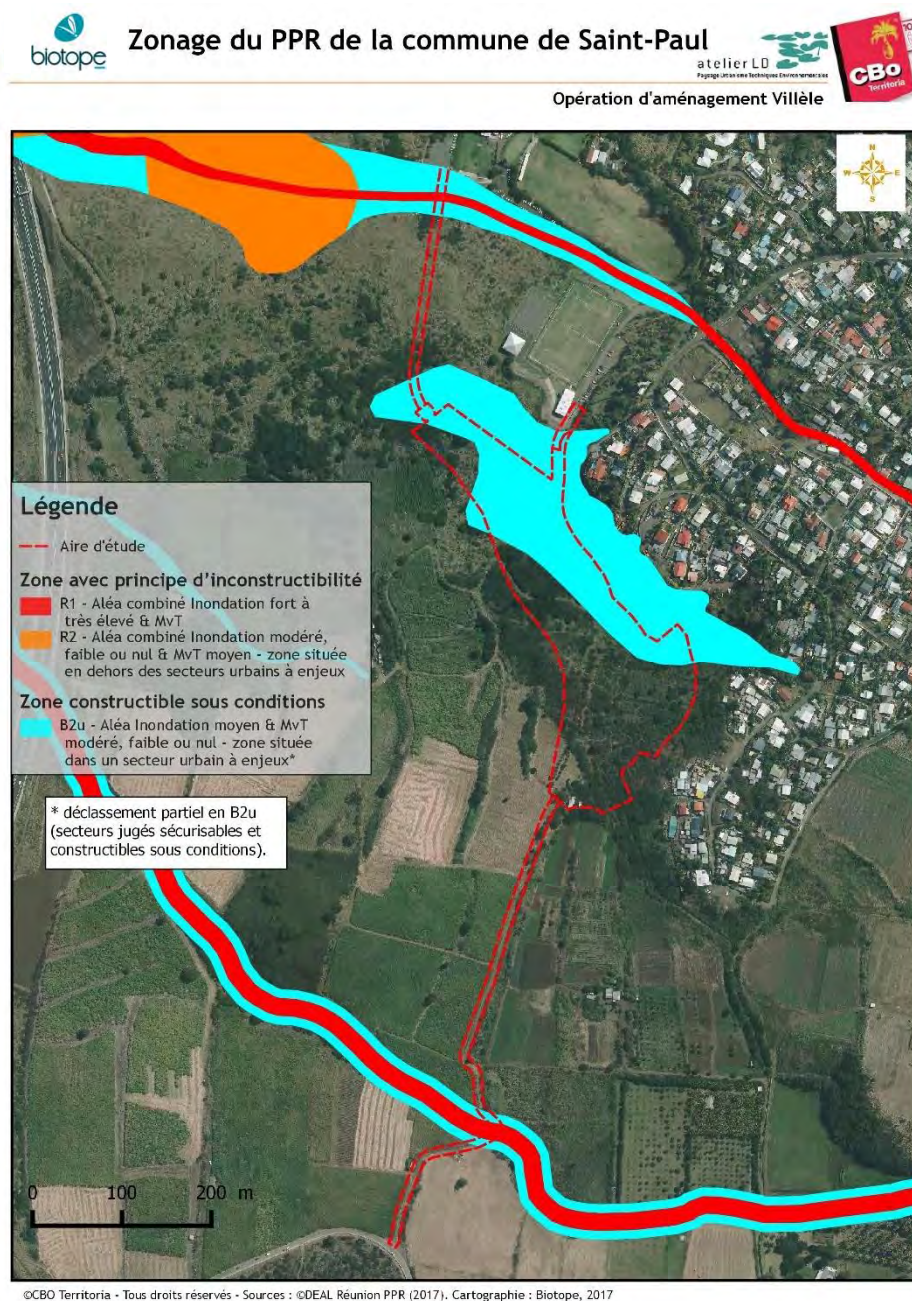 biotope
Zonage du PPR de la commune de Saint-Paul
atelier LD
Paysage Urbanisme Techniques Environnementales
CBo
Territoria
Opération d'aménagement Villèle
N
W E
S
Légende
Aire d'étude
Zone avec principe d'inconstructibilité
R1 - Aléa combiné Inondation fort à
très élevé & MvT
R2 - Aléa combiné Inondation modéré,
faible ou nul & MvT moyen - zone située
en dehors des secteurs urbains à enjeux
Zone constructible sous conditions
B2u - Aléa Inondation moyen & MvT
modéré, faible ou nul - zone située
dans un secteur urbain à enjeux*
* déclassement partiel en B2u
(secteurs jugés sécurisables et
constructibles sous conditions).
0 100 200 m
©CBO Territoria - Tous droits réservés - Sources : ©DEAL Réunion PPR (2017). Cartographie : Biotope, 2017